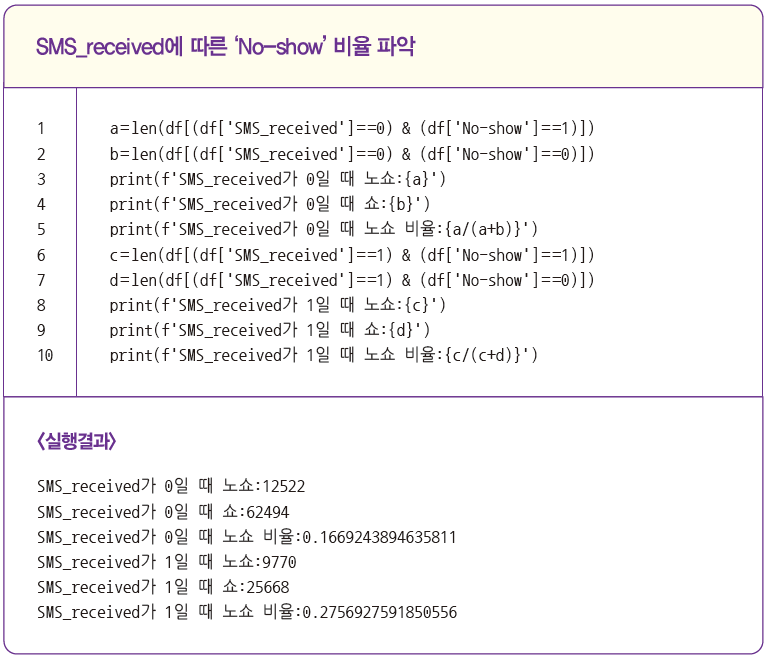 SMS_received에 따른 ‘No-show’ 비율 파악
1 a=len(df[(df['SMS_received']==0) & (df['No-show']==1)])
2 b=len(df[(df['SMS_received']==0) & (df['No-show']==0)])
3 print(f'SMS_received가 0일 때 노쇼:{a}')
4 print(f'SMS_received가 0일 때 쇼:{b}')
5 print(f'SMS_received가 0일 때 노쇼 비율:{a/(a+b)}')
6 c=len(df[(df['SMS_received']==1) & (df['No-show']==1)])
7 d=len(df[(df['SMS_received']==1) & (df['No-show']==0)])
8 print(f'SMS_received가 1일 때 노쇼:{c}')
9 print(f'SMS_received가 1일 때 쇼:{d}')
10 print(f'SMS_received가 1일 때 노쇼 비율:{c/(c+d)}')
〈실행결과〉
SMS_received가 0일 때 노쇼:12522
SMS_received가 0일 때 쇼:62494
SMS_received가 0일 때 노쇼 비율:0.1669243894635811
SMS_received가 1일 때 노쇼:9770
SMS_received가 1일 때 쇼:25668
SMS_received가 1일 때 노쇼 비율:0.2756927591850556